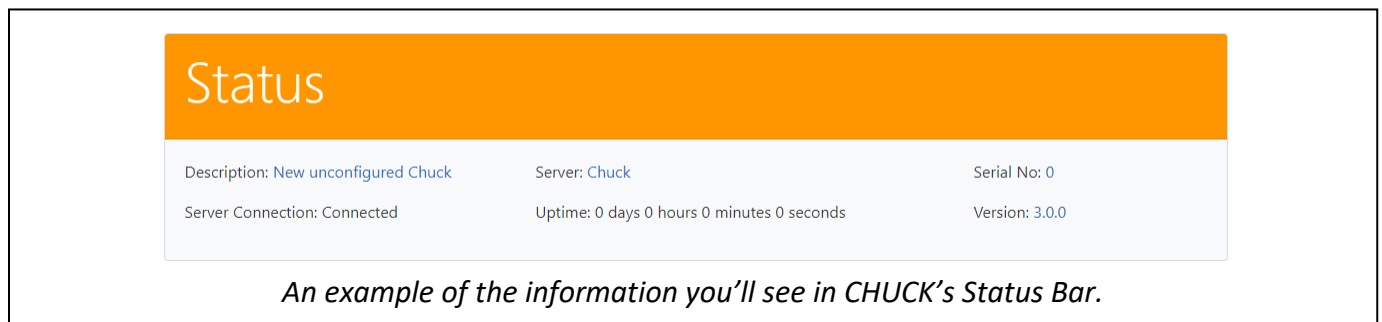 Status
Description: New unconfigured Chuck Server: Chuck Serial No: 0
Server Connection: Connected Uptime: 0 days 0 hours 0 minutes 0 seconds Version: 3.0.0
An example of the information you’ll see in CHUCK’s Status Bar.